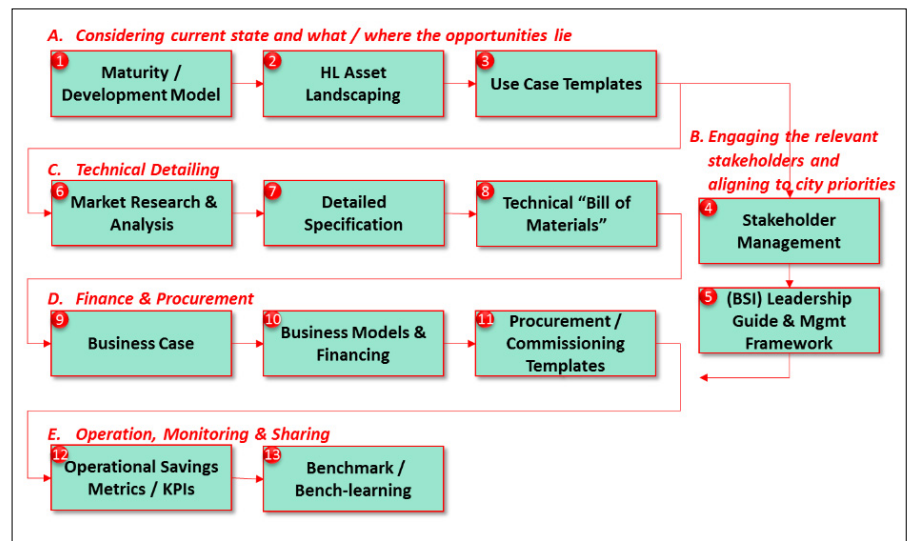 A. Considering current state and what / where the opportunities lie
1
Maturity /
Development Model
2
HL Asset
Landscaping
3
Use Case Templates
B. Engaging the relevant
stakeholders and
aligning to city priorities
4
Stakeholder
Management
5
(BSI) Leadership
Guide & Mgmt
Framework
C. Technical Detailing
6
Market Research &
Analysis
7
Detailed
Specification
8
Technical “Bill of
Materials”
D. Finance & Procurement
9
Business Case
10
Business Models &
Financing
11
Procurement /
Commissioning
Templates
E. Operation, Monitoring & Sharing
12
Operational Savings
Metrics / KPIs
13
Benchmark /
Bench-learning